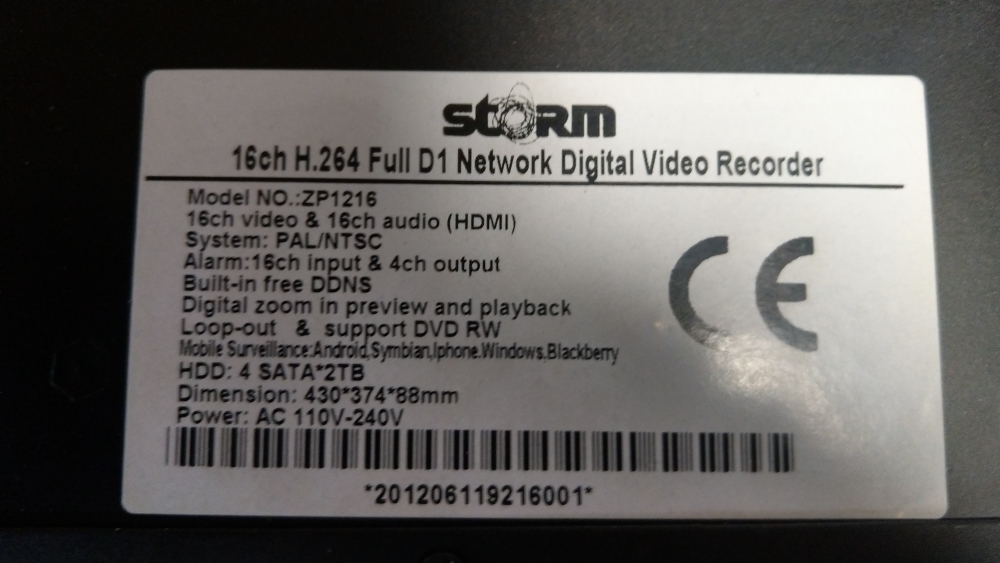 storm
16ch H.264 Full D1 Network Digital Video Recorder
Model NO.:ZP1216
16ch video & 16ch audio (HDMI)
System: PAL/NTSC
Alarm:16ch input & 4ch output
Built-in free DDNS
Digital zoom in preview and playback
Loop-out & support DVD RW
Mobile Surveillance:Android,Symbian,Iphone,Windows,Blackberry
HDD: 4 SATA*2TB
Dimension: 430*374*88mm
Power: AC 110V-240V
CE
*201206119216001*